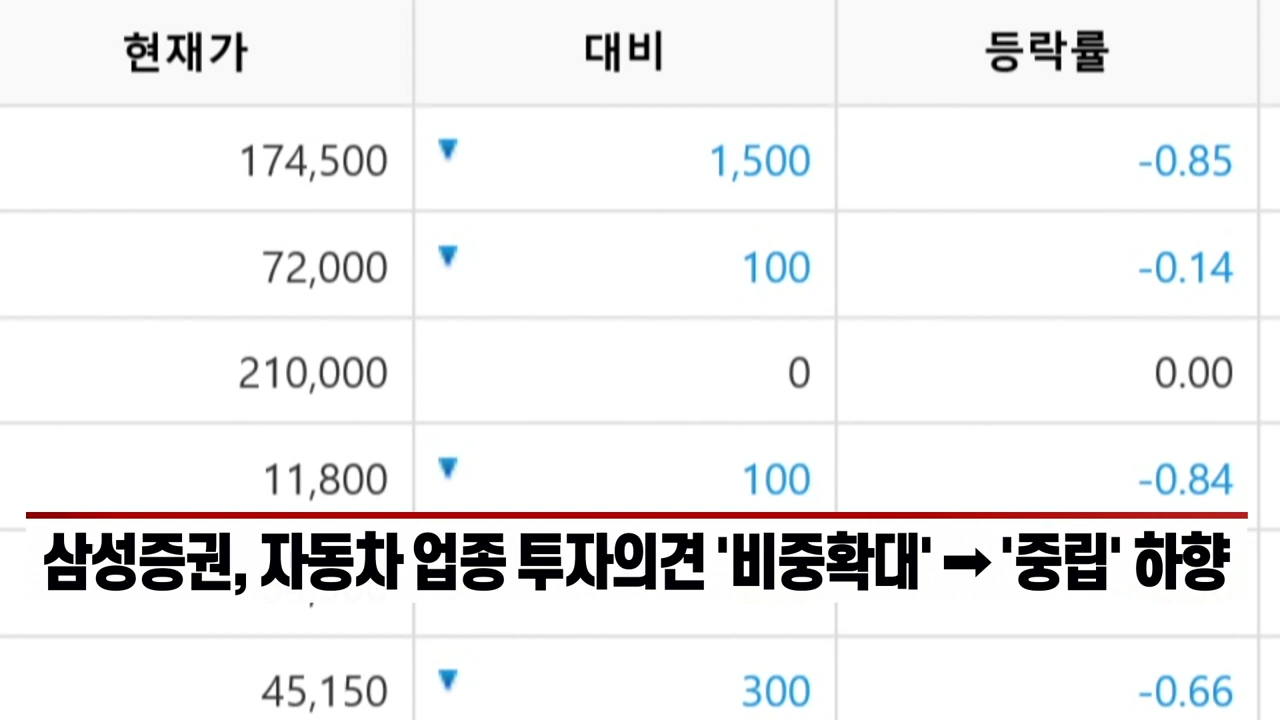 현재가 대비 등락률
174,500 ▼ 1,500 -0.85
72,000 ▼ 100 -0.14
210,000 0 0.00
11,800 ▼ 100 -0.84
삼성증권, 자동차 업종 투자의견 '비중확대' ➡ '중립' 하향
45,150 ▼ 300 -0.66